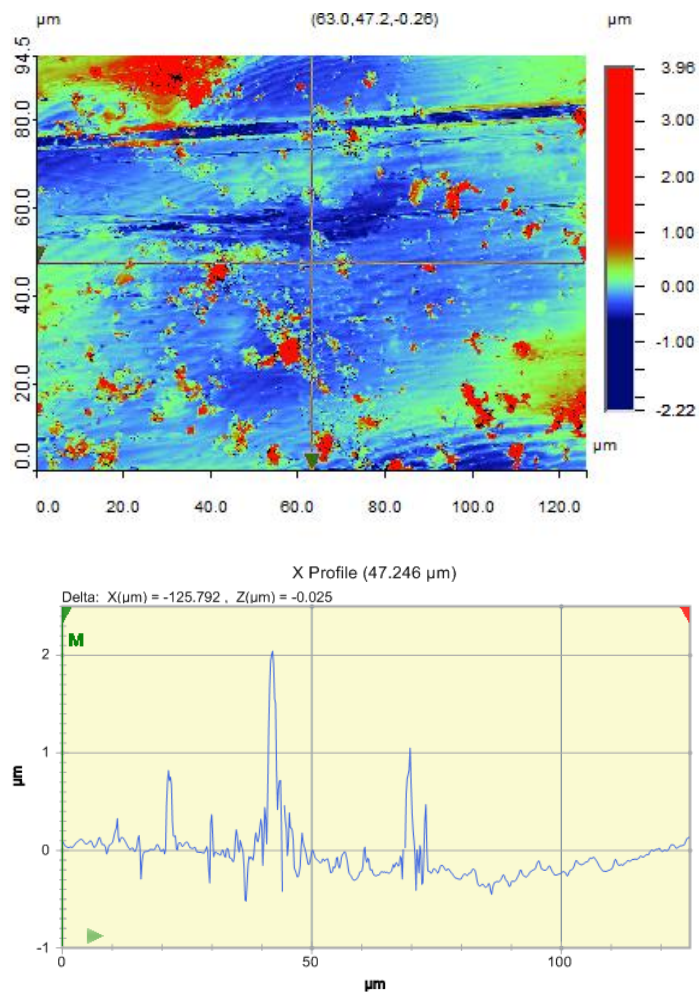 µm
(63.0,47.2,-0.26)
µm
94.5
80.0
60.0
40.0
20.0
0.0
3.96
3.00
2.00
1.00
0.00
-1.00
-2.22
µm
0.0 20.0 40.0 60.0 80.0 100.0 120.0
X Profile (47.246 µm)
Delta: X(µm) = -125.792 , Z(µm) = -0.025
M
2
1
0
-1
µm
0 50 100
µm